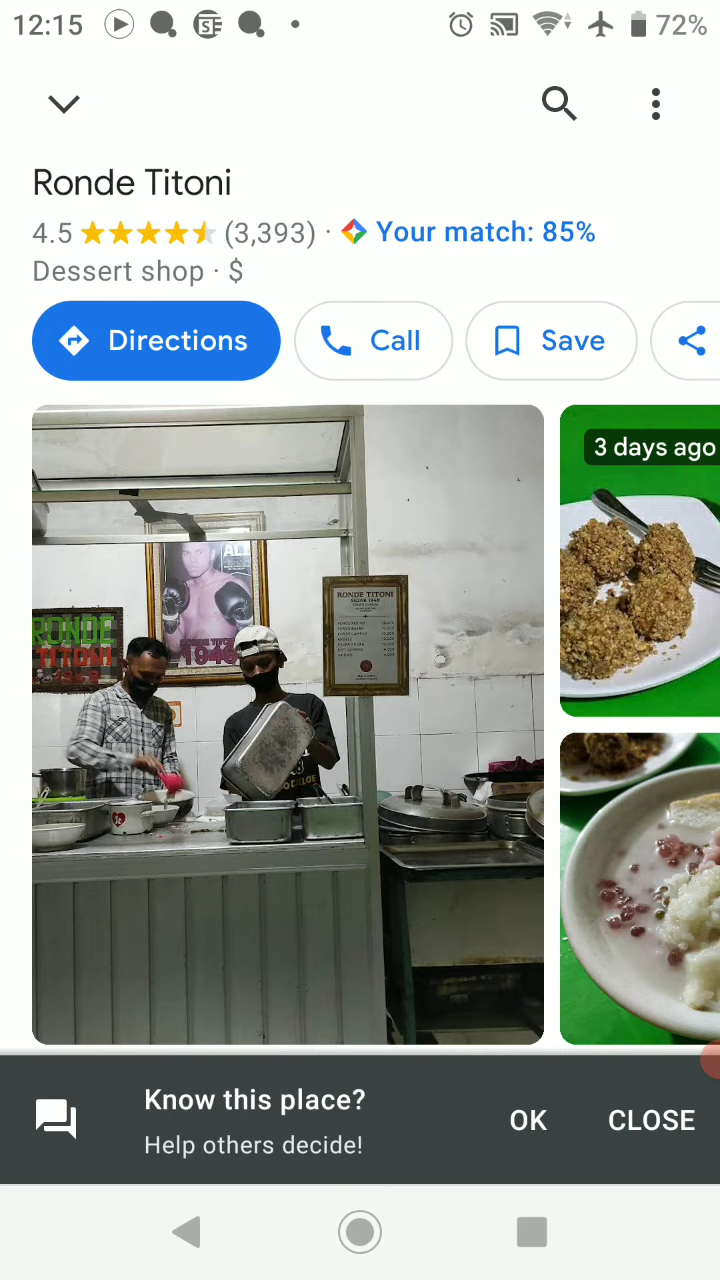 12:15
72%
Ronde Titoni
4.5 (3,393) · Your match: 85%
Dessert shop · $
Directions
Call
Save
3 days ago
ALI
RONDE
TITONI
1948
RONDE TITONI
Know this place?
Help others decide!
OK
CLOSE